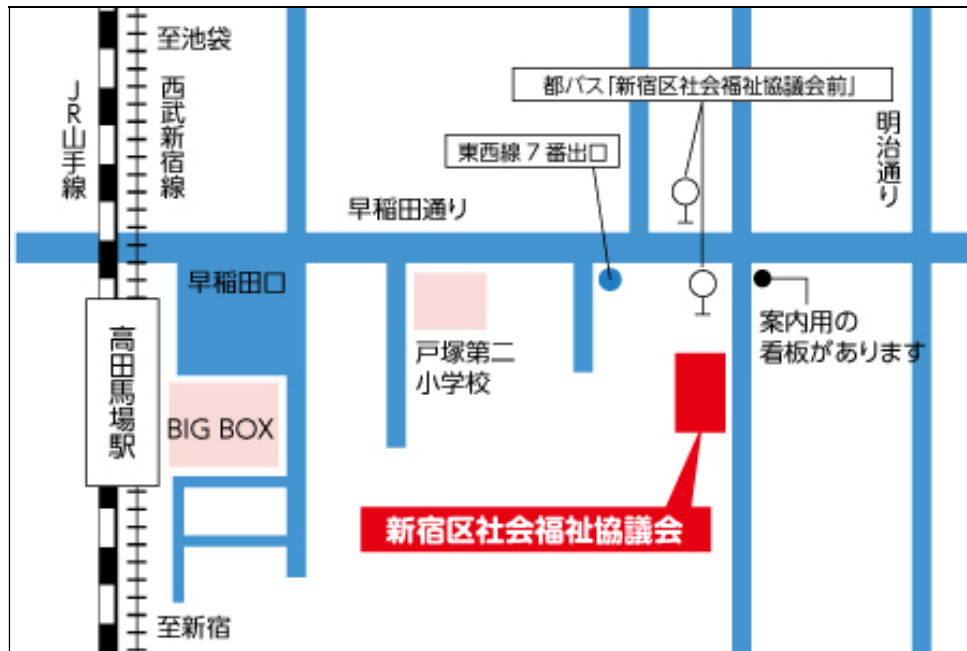 至池袋
JR山手線
西武新宿線
都バス「新宿区社会福祉協議会前」
東西線7番出口
明治通り
早稲田通り
早稲田口
戸塚第二
小学校
案内用の
看板があります
高田馬場駅
BIG BOX
新宿区社会福祉協議会
至新宿